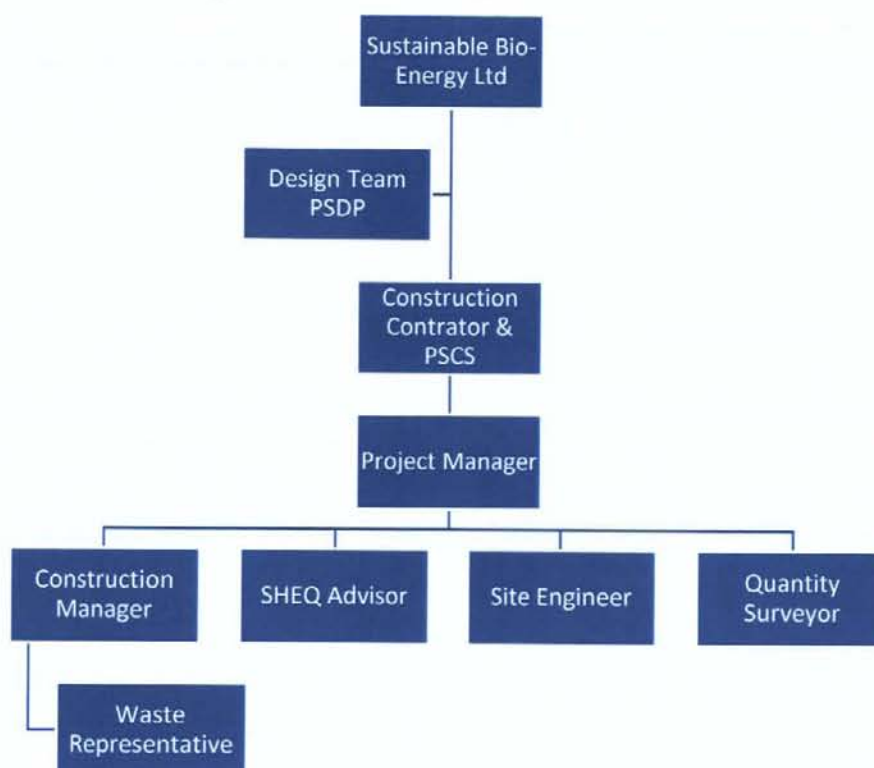 Sustainable Bio-
Energy Ltd
Design Team
PSDP
Construction
Contrator &
PSCS
Project Manager
Construction
Manager
SHEQ Advisor
Site Engineer
Quantity
Surveyor
Waste
Representative